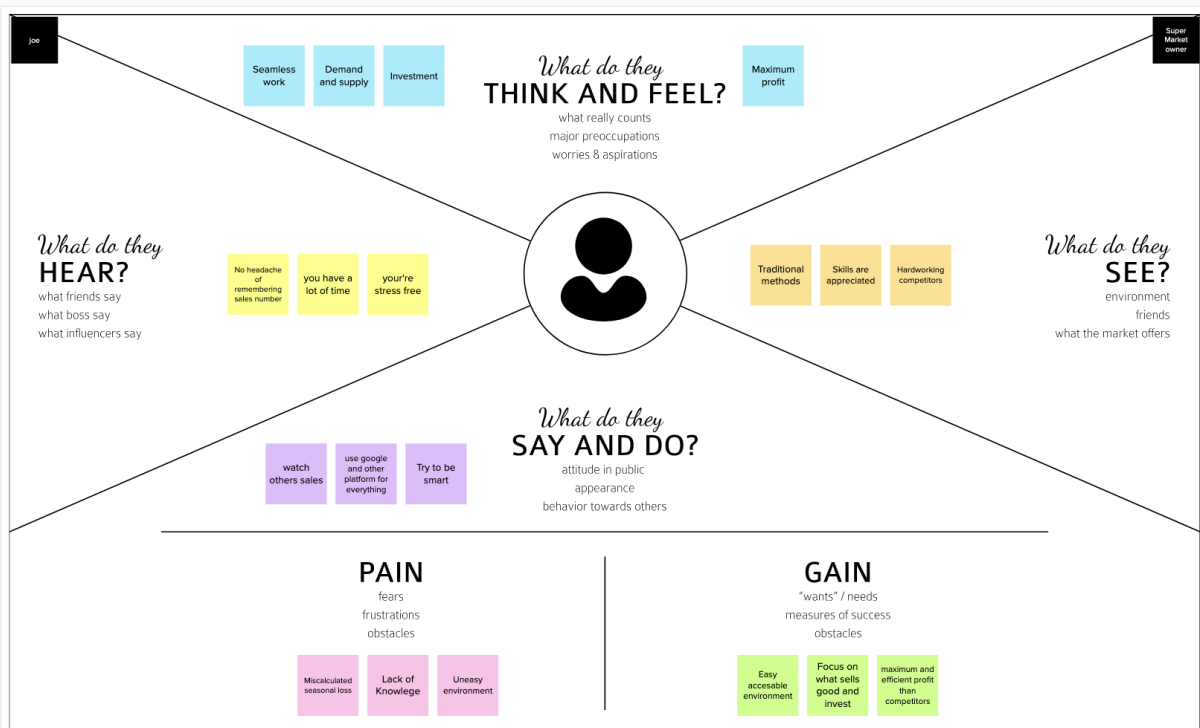 joe
Super
Market
owner
Seamless
work
Demand
and supply
Investment
What do they
THINK AND FEEL?
what really counts
major preoccupations
worries & aspirations
Maximum
profit
What do they
HEAR?
what friends say
what boss say
what influencers say
No headache
of
remembering
sales number
you have a
lot of time
your're
stress free
Traditional
methods
Skills are
appreciated
Hardworking
competitors
What do they
SEE?
environment
friends
what the market offers
What do they
SAY AND DO?
attitude in public
appearance
behavior towards others
watch
others sales
use google
and other
platform for
everything
Try to be
smart
PAIN
fears
frustrations
obstacles
Miscalculated
seasonal loss
Lack of
Knowlege
Uneasy
environment
GAIN
“wants” / needs
measures of success
obstacles
Easy
accesable
environment
Focus on
what sells
good and
invest
maximum and
efficient profit
than
competitors